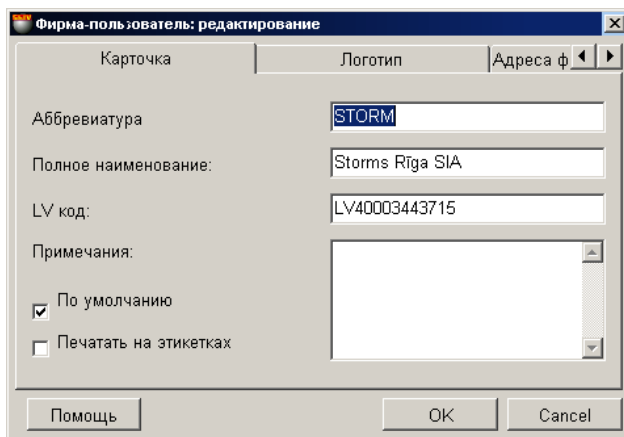 Фирма-пользователь: редактирование
Карточка
Логотип
Адреса ф
Аббревиатура
STORM
Полное наименование:
Storms Rīga SIA
LV код:
LV40003443715
Примечания:
По умолчанию
Печатать на этикетках
Помощь
OK
Cancel